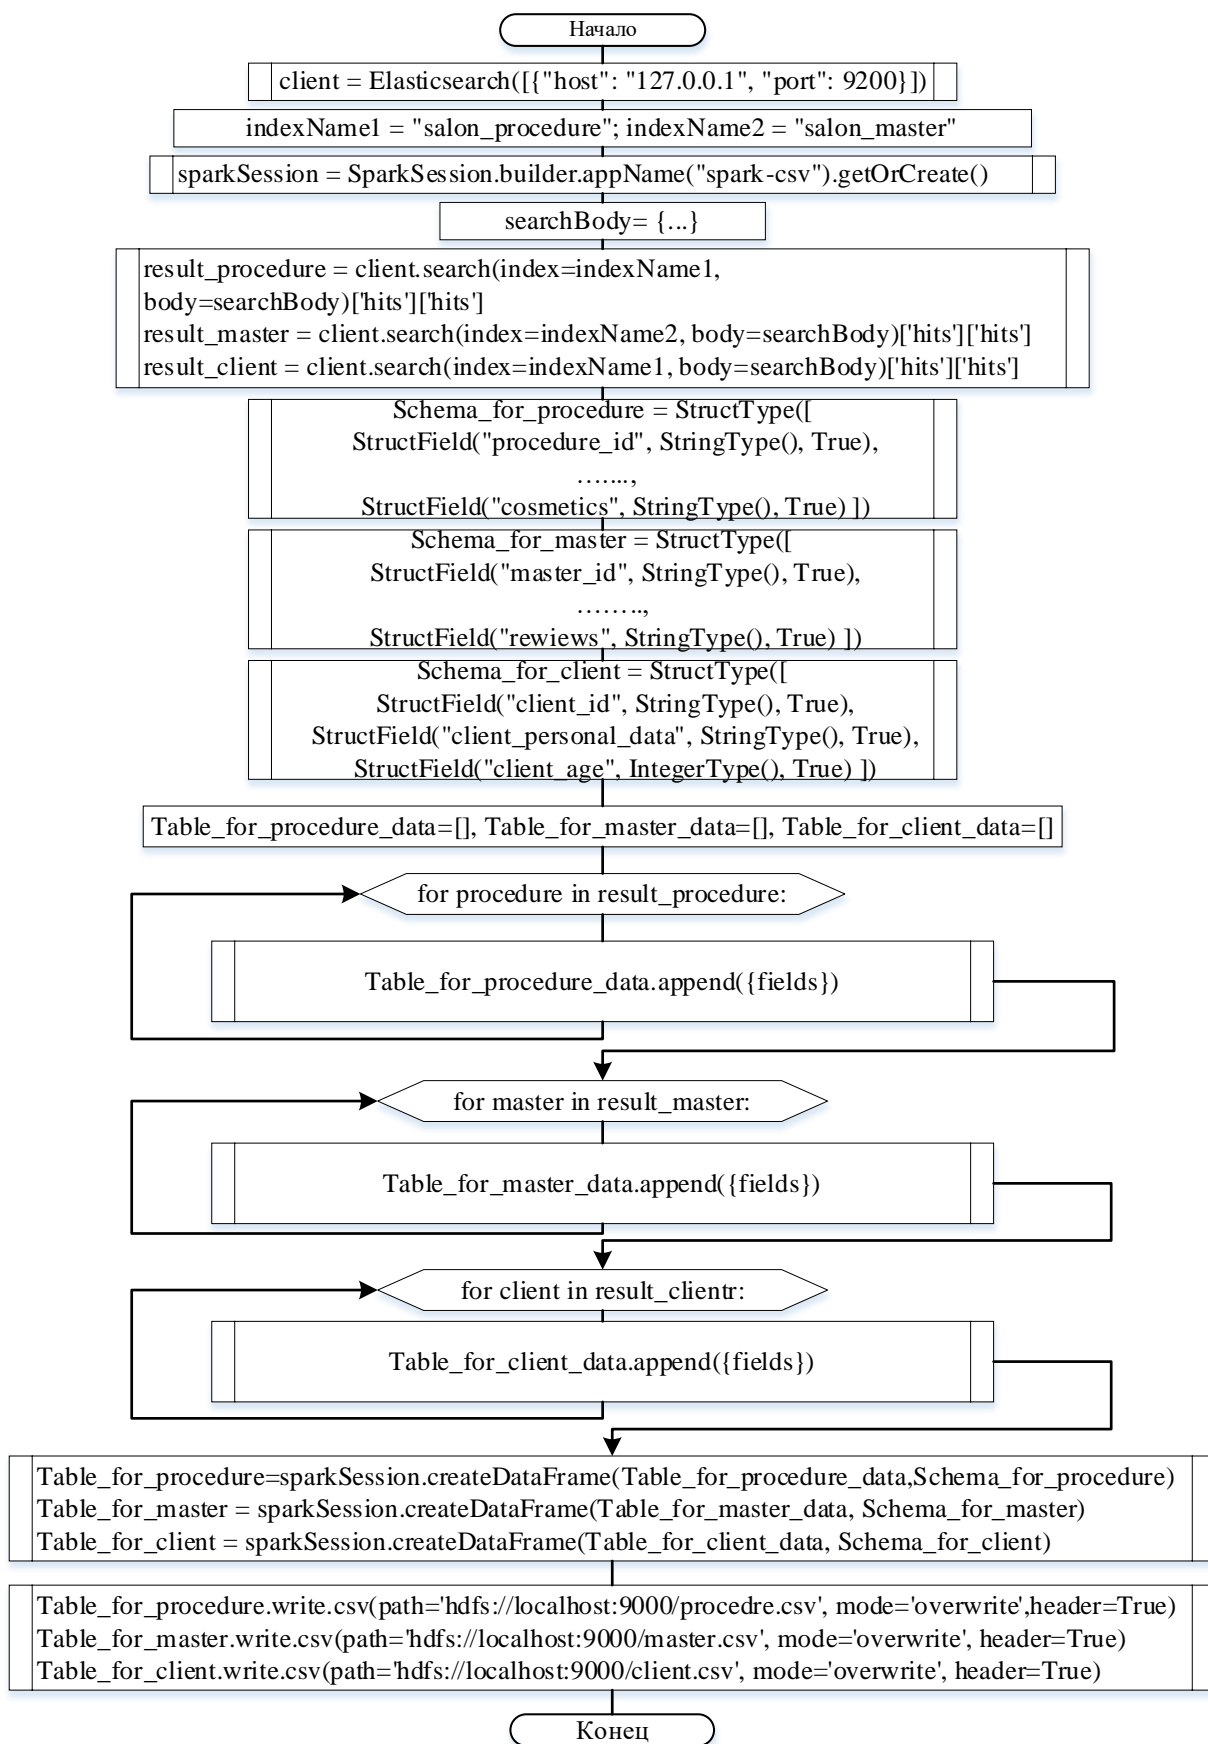 Начало
client = Elasticsearch([{"host": "127.0.0.1", "port": 9200}])
indexName1 = "salon_procedure"; indexName2 = "salon_master"
sparkSession = SparkSession.builder.appName("spark-csv").getOrCreate()
searchBody= {...}
result_procedure = client.search(index=indexName1,
body=searchBody)['hits']['hits']
result_master = client.search(index=indexName2, body=searchBody)['hits']['hits']
result_client = client.search(index=indexName1, body=searchBody)['hits']['hits']
Schema_for_procedure = StructType([
StructField("procedure_id", StringType(), True),
…....,
StructField("cosmetics", StringType(), True) ])
Schema_for_master = StructType([
StructField("master_id", StringType(), True),
…….,
StructField("rewiews", StringType(), True) ])
Schema_for_client = StructType([
StructField("client_id", StringType(), True),
StructField("client_personal_data", StringType(), True),
StructField("client_age", IntegerType(), True) ])
Table_for_procedure_data=[], Table_for_master_data=[], Table_for_client_data=[]
for procedure in result_procedure:
Table_for_procedure_data.append({fields})
for master in result_master:
Table_for_master_data.append({fields})
for client in result_clientr:
Table_for_client_data.append({fields})
Table_for_procedure=sparkSession.createDataFrame(Table_for_procedure_data,Schema_for_procedure)
Table_for_master = sparkSession.createDataFrame(Table_for_master_data, Schema_for_master)
Table_for_client = sparkSession.createDataFrame(Table_for_client_data, Schema_for_client)
Table_for_procedure.write.csv(path='hdfs://localhost:9000/procedre.csv', mode='overwrite',header=True)
Table_for_master.write.csv(path='hdfs://localhost:9000/master.csv', mode='overwrite', header=True)
Table_for_client.write.csv(path='hdfs://localhost:9000/client.csv', mode='overwrite', header=True)
Конец